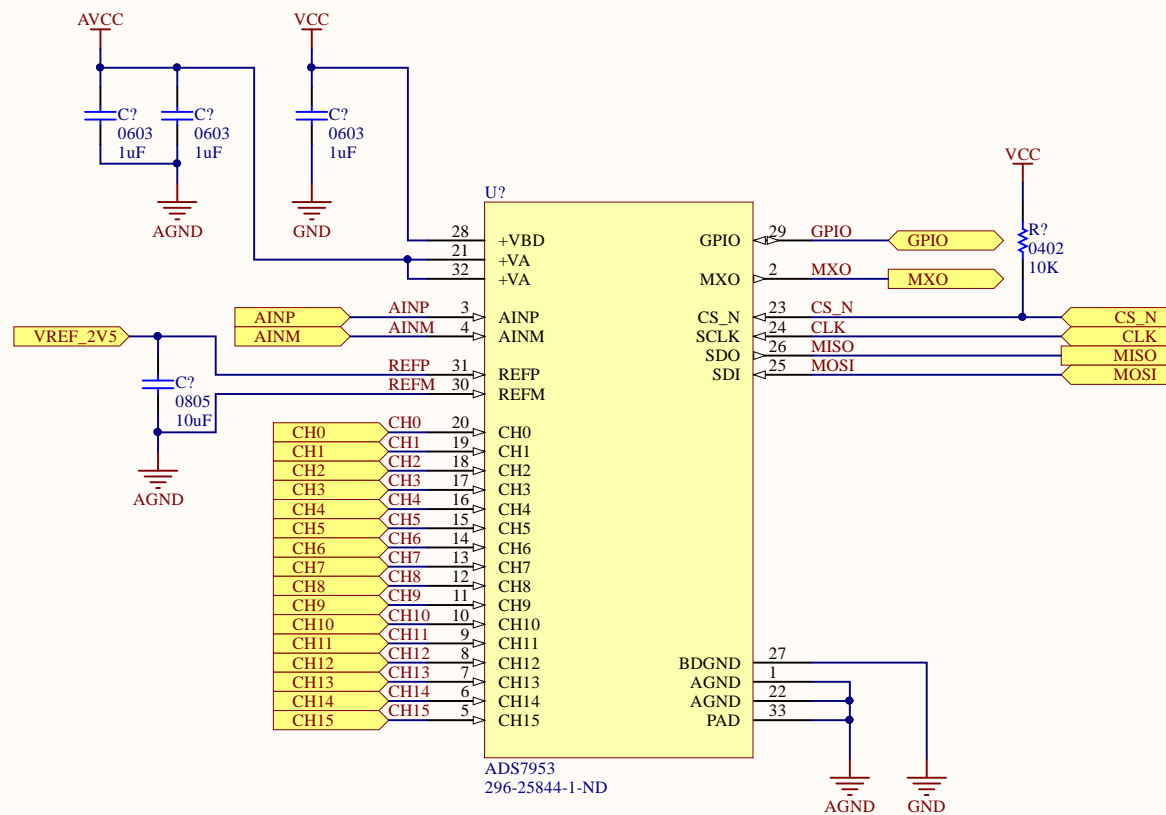 AVCC
VCC
C?
0603
1uF
C?
0603
1uF
C?
0603
1uF
AGND
GND
VCC
R?
0402
10K
U?
28 +VBD
21 +VA
32 +VA
AINP AINP 3 AINP
AINM AINM 4 AINM
VREF_2V5
REFP 31 REFP
REFM 30 REFM
C?
0805
10uF
AGND
CH0 CH0 20 CH0
CH1 CH1 19 CH1
CH2 CH2 18 CH2
CH3 CH3 17 CH3
CH4 CH4 16 CH4
CH5 CH5 15 CH5
CH6 CH6 14 CH6
CH7 CH7 13 CH7
CH8 CH8 12 CH8
CH9 CH9 11 CH9
CH10 CH10 10 CH10
CH11 CH11 9 CH11
CH12 CH12 8 CH12
CH13 CH13 7 CH13
CH14 CH14 6 CH14
CH15 CH15 5 CH15
GPIO 29 GPIO GPIO
MXO 2 MXO MXO
CS_N 23 CS_N CS_N
SCLK 24 CLK CLK
SDO 26 MISO MISO
SDI 25 MOSI MOSI
BDGND 27
AGND 1
AGND 22
PAD 33
AGND
GND
ADS7953
296-25844-1-ND